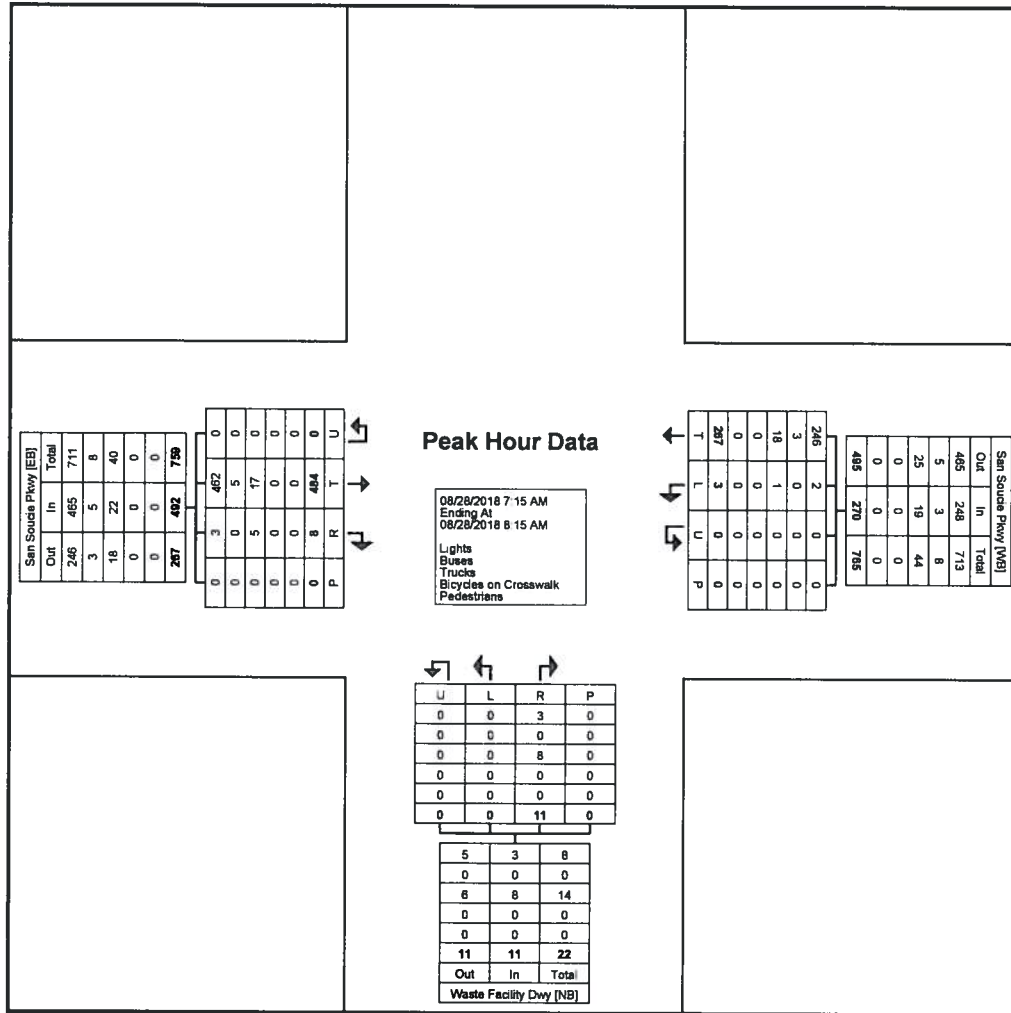 Peak Hour Data
08/28/2018 7:15 AM
Ending At
08/28/2018 8:15 AM
Lights
Buses
Trucks
Bicycles on Crosswalk
Pedestrians
San Soucie Pkwy [EB]
Total 711 8 40 0 0 759
In 465 5 22 0 0 492
Out 246 3 18 0 0 267
0 0 0 0 0 0 U
462 5 17 0 0 484 T
3 0 5 0 0 8 R
0 0 0 0 0 0 P
T 267 0 0 18 3 246
L 3 0 0 1 0 2
U 0 0 0 0 0 0
P 0 0 0 0 0 0
San Soucie Pkwy [WB]
Out In Total
465 248 713
5 3 8
25 19 44
0 0 0
0 0 0
495 270 765
U L R P
0 0 3 0
0 0 0 0
0 0 8 0
0 0 0 0
0 0 0 0
0 0 11 0
5 3 8
0 0 0
6 8 14
0 0 0
0 0 0
11 11 22
Out In Total
Waste Facility Dwy [NB]